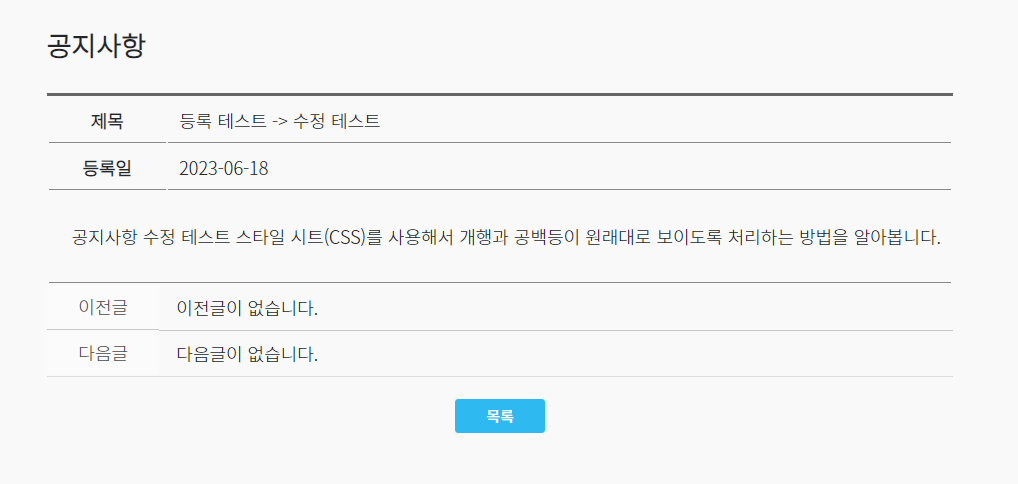 공지사항
제목 등록 테스트 -> 수정 테스트
등록일 2023-06-18
공지사항 수정 테스트 스타일 시트(CSS)를 사용해서 개행과 공백등이 원래대로 보이도록 처리하는 방법을 알아봅니다.
이전글 이전글이 없습니다.
다음글 다음글이 없습니다.
목록